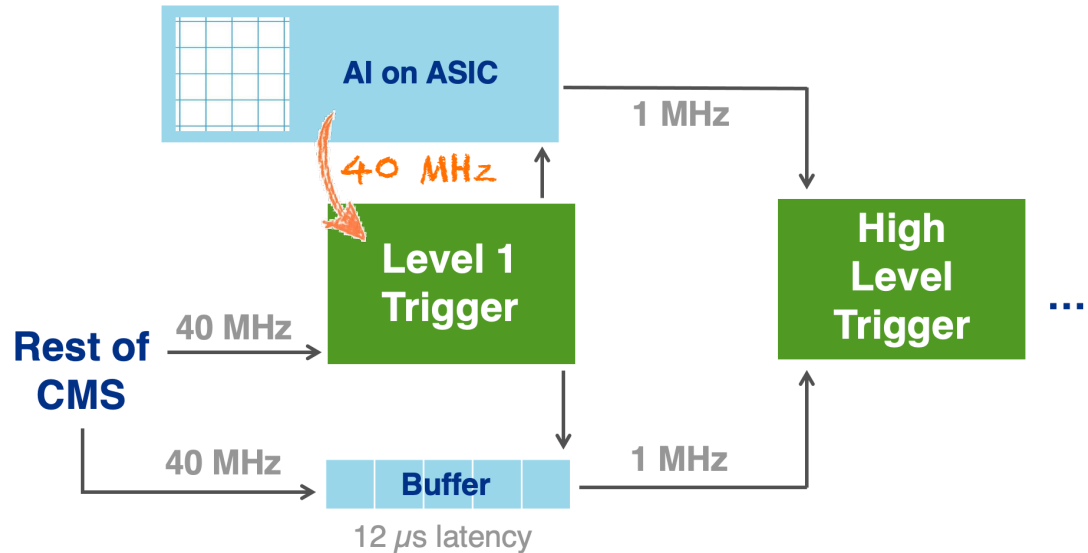 AI on ASIC
1 MHz
40 MHz
Level 1
Trigger
High
Level
Trigger
...
40 MHz
Rest of
CMS
40 MHz
Buffer
1 MHz
12 µs latency